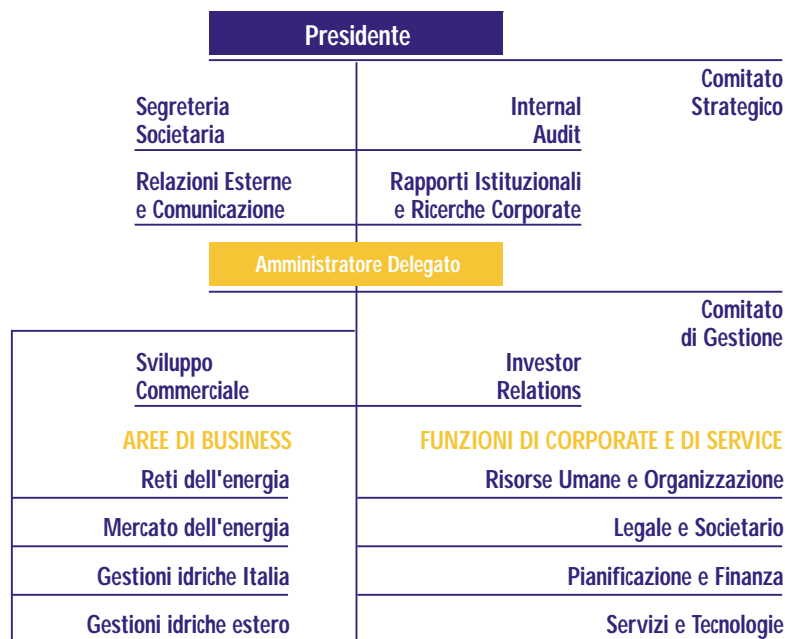 Presidente
Comitato
Strategico
Segreteria
Societaria
Internal
Audit
Relazioni Esterne
e Comunicazione
Rapporti Istituzionali
e Ricerche Corporate
Amministratore Delegato
Comitato
di Gestione
Sviluppo
Commerciale
Investor
Relations
AREE DI BUSINESS
FUNZIONI DI CORPORATE E DI SERVICE
Reti dell'energia
Risorse Umane e Organizzazione
Mercato dell'energia
Legale e Societario
Gestioni idriche Italia
Pianificazione e Finanza
Gestioni idriche estero
Servizi e Tecnologie